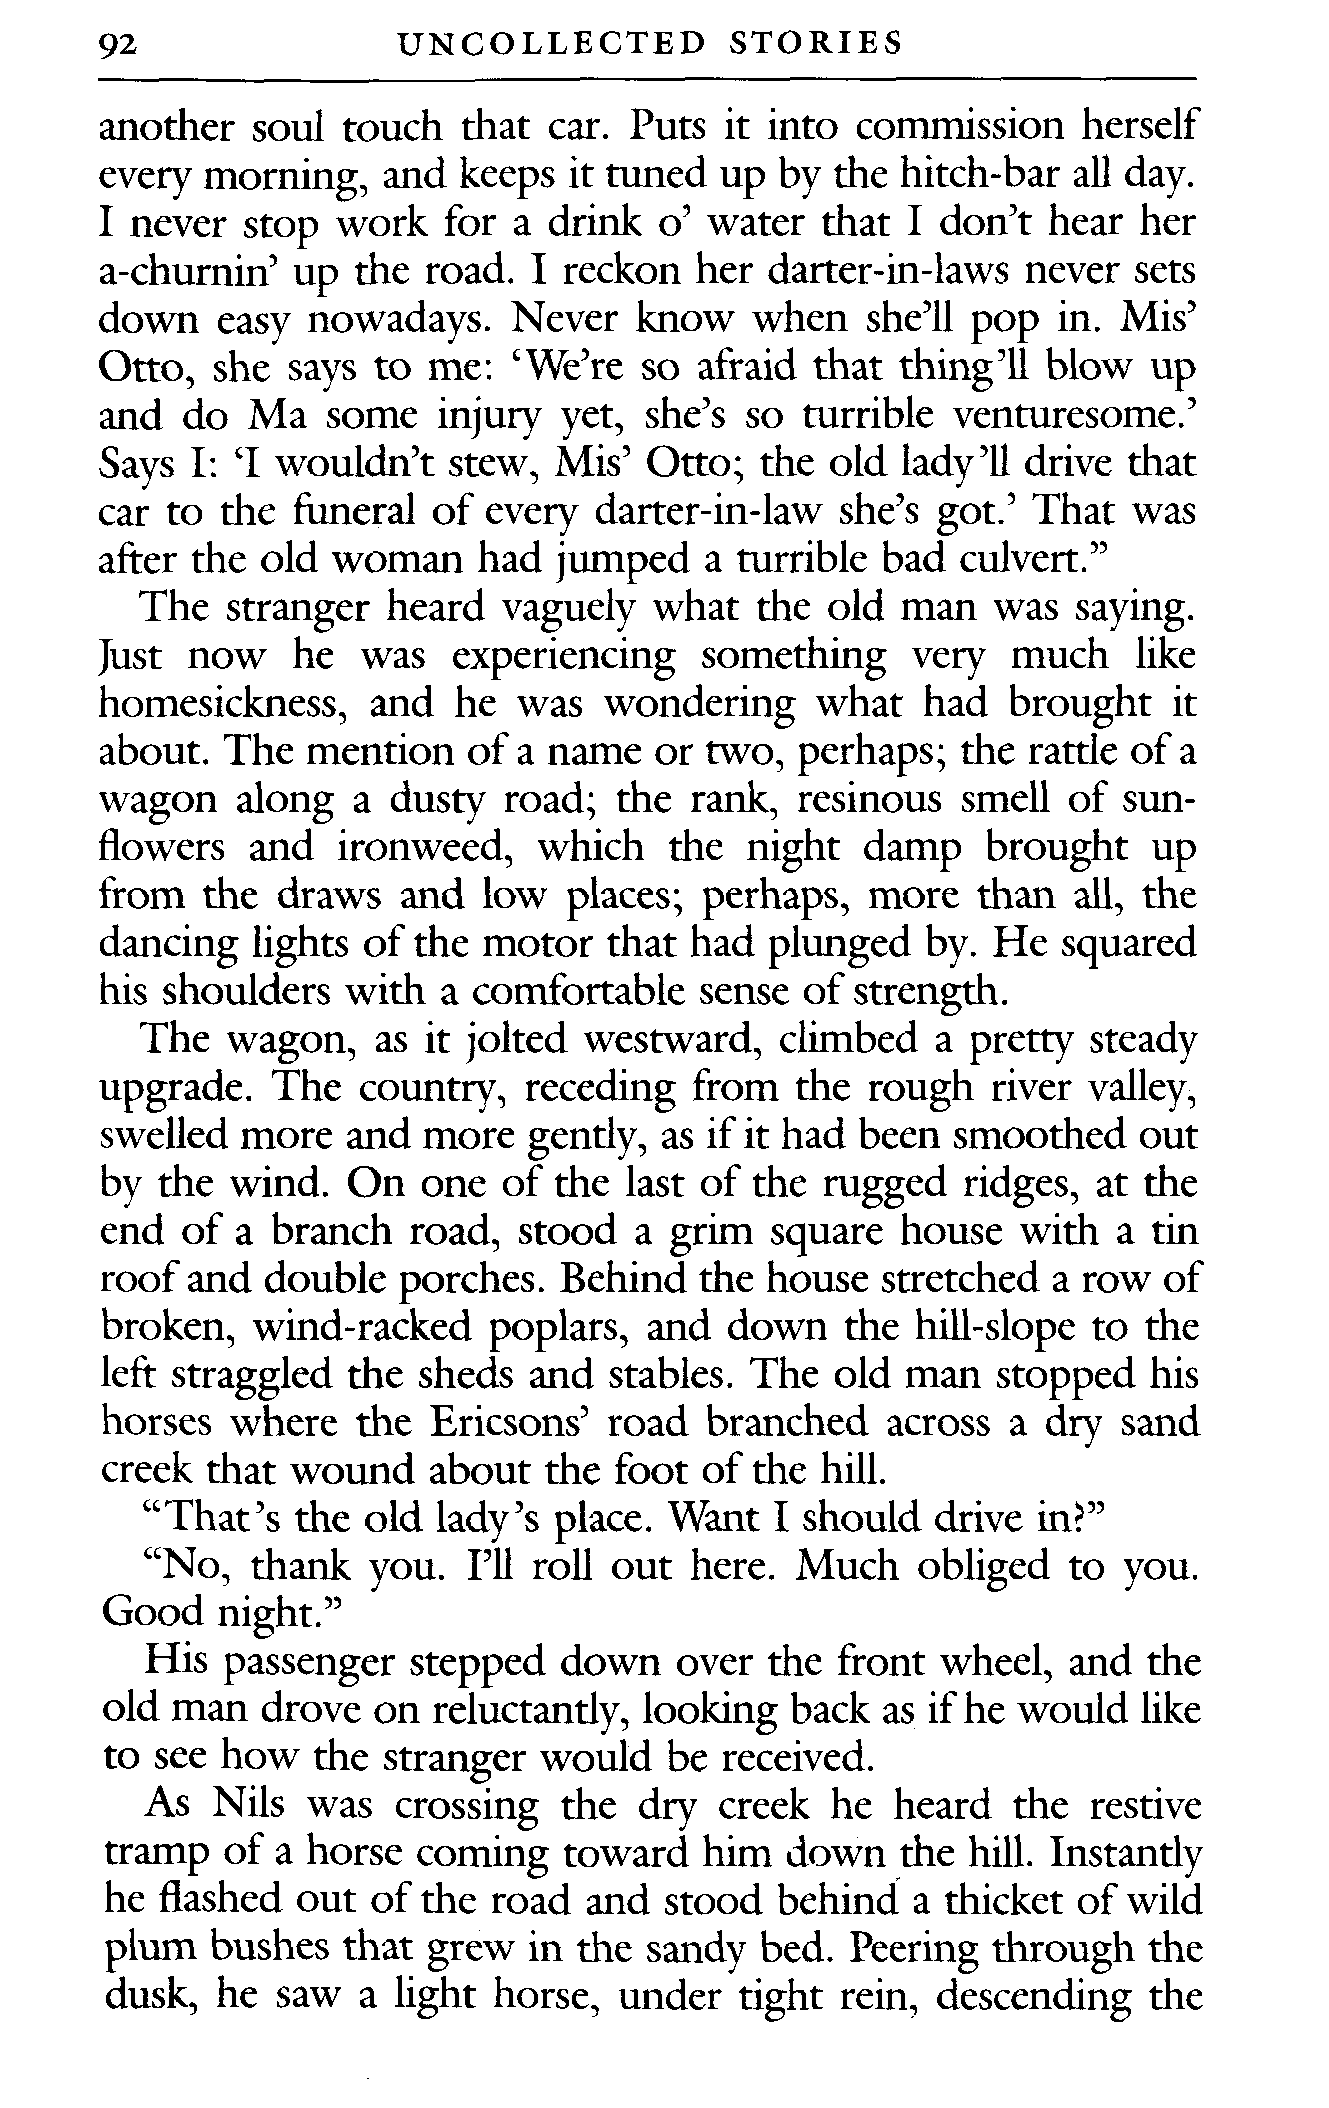 92 UNCOLLECTED STORIES
another soul touch that car. Puts it into commission herself
every morning, and keeps it tuned up by the hitch-bar all day.
I never stop work for a drink o’ water that I don’t hear her
a-churnin’ up the road. I reckon her darter-in-laws never sets
down easy nowadays. Never know when she’ll pop in. Mis’
Otto, she says to me: ‘We’re so afraid that thing’ll blow up
and do Ma some injury yet, she’s so turrible venturesome.’
Says I: ‘I wouldn’t stew, Mis’ Otto; the old lady’ll drive that
car to the funeral of every darter-in-law she’s got.’ That was
after the old woman had jumped a turrible bad culvert.”
The stranger heard vaguely what the old man was saying.
Just now he was experiencing something very much like
homesickness, and he was wondering what had brought it
about. The mention of a name or two, perhaps; the rattle of a
wagon along a dusty road; the rank, resinous smell of sun-
flowers and ironweed, which the night damp brought up
from the draws and low places; perhaps, more than all, the
dancing lights of the motor that had plunged by. He squared
his shoulders with a comfortable sense of strength.
The wagon, as it jolted westward, climbed a pretty steady
upgrade. The country, receding from the rough river valley,
swelled more and more gently, as if it had been smoothed out
by the wind. On one of the last of the rugged ridges, at the
end of a branch road, stood a grim square house with a tin
roof and double porches. Behind the house stretched a row of
broken, wind-racked poplars, and down the hill-slope to the
left straggled the sheds and stables. The old man stopped his
horses where the Ericsons’ road branched across a dry sand
creek that wound about the foot of the hill.
“That’s the old lady’s place. Want I should drive in?”
“No, thank you. I’ll roll out here. Much obliged to you.
Good night.”
His passenger stepped down over the front wheel, and the
old man drove on reluctantly, looking back as if he would like
to see how the stranger would be received.
As Nils was crossing the dry creek he heard the restive
tramp of a horse coming toward him down the hill. Instantly
he flashed out of the road and stood behind a thicket of wild
plum bushes that grew in the sandy bed. Peering through the
dusk, he saw a light horse, under tight rein, descending the